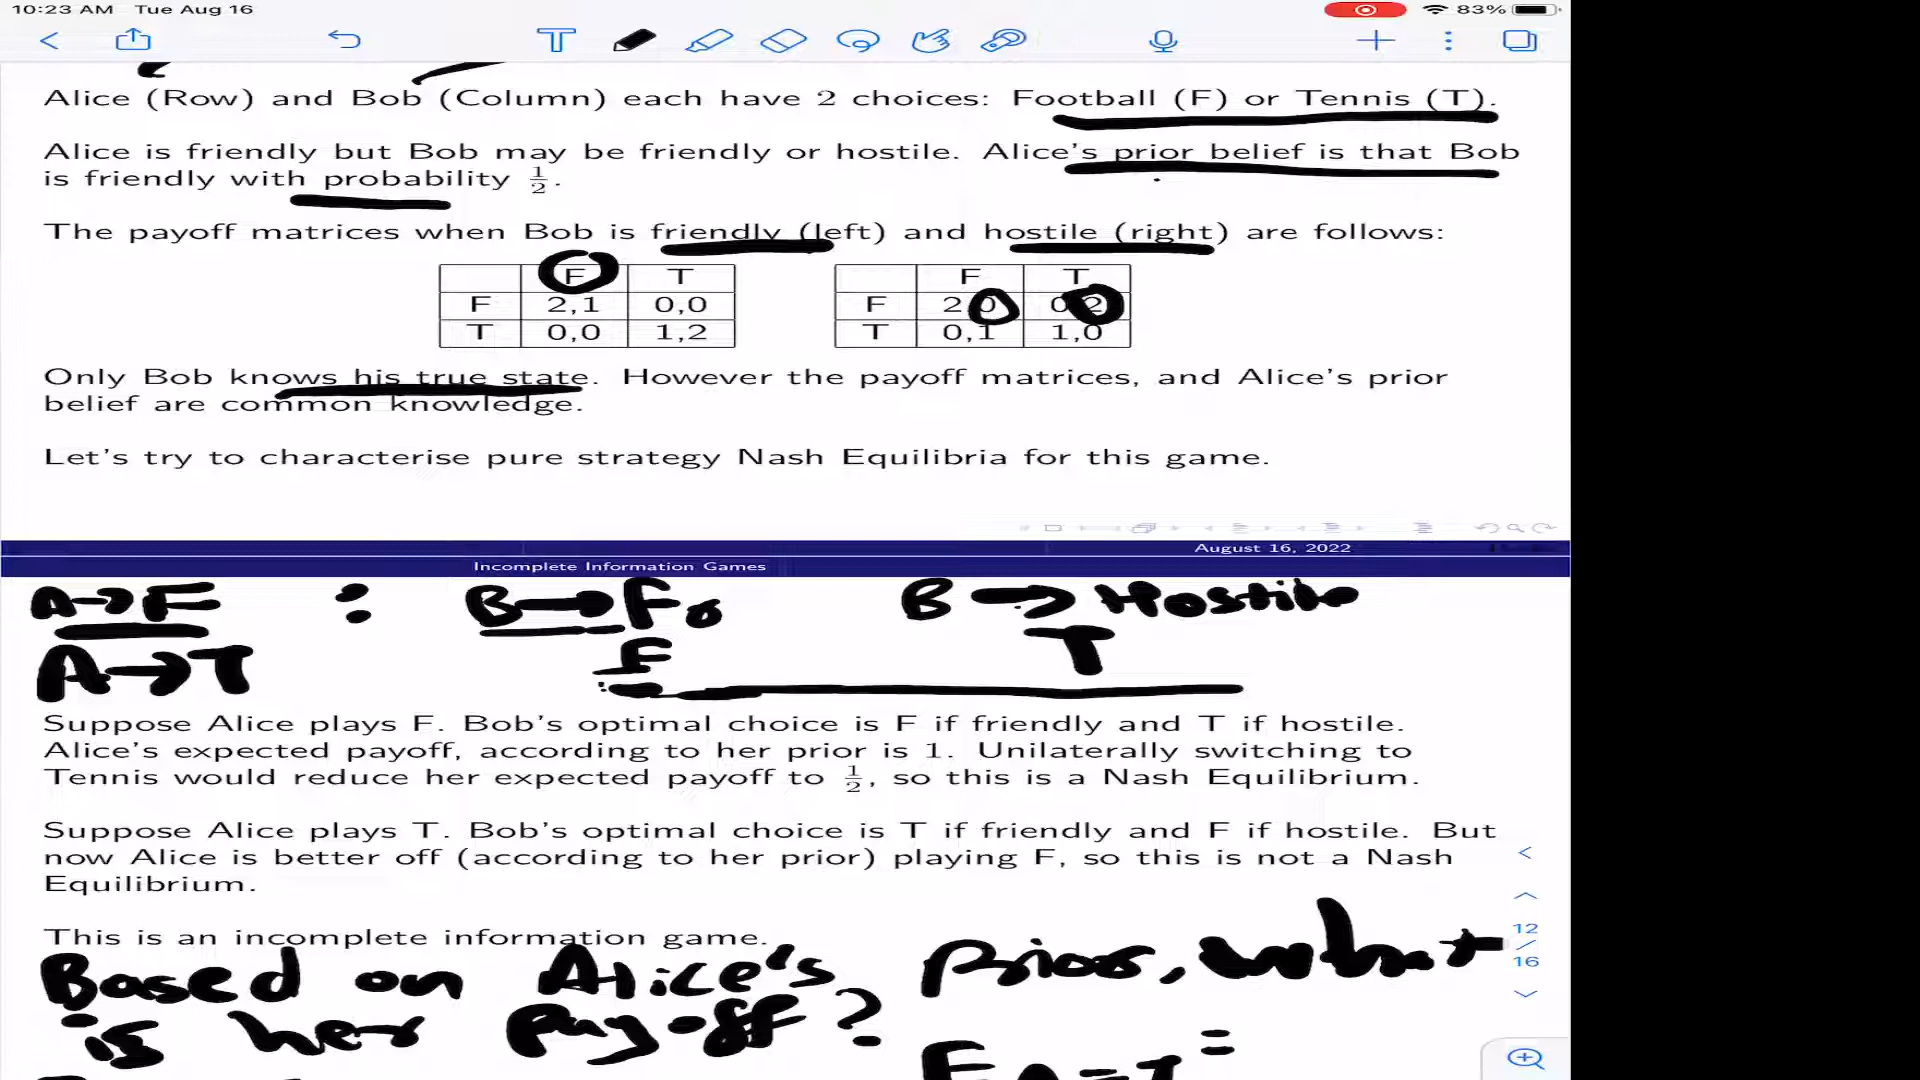 10:23 AM Tue Aug 16
83%
Alice (Row) and Bob (Column) each have 2 choices: Football (F) or Tennis (T).
Alice is friendly but Bob may be friendly or hostile. Alice's prior belief is that Bob
is friendly with probability 1/2.
The payoff matrices when Bob is friendly (left) and hostile (right) are follows:
F T
F 2,1 0,0
T 0,0 1,2
F T
F 2,0 0,2
T 0,1 1,0
Only Bob knows his true state. However the payoff matrices, and Alice's prior
belief are common knowledge.
Let's try to characterise pure strategy Nash Equilibria for this game.
August 16, 2022
Incomplete Information Games
A→F : B→Fr B→Hostile
A→T F T
Suppose Alice plays F. Bob's optimal choice is F if friendly and T if hostile.
Alice's expected payoff, according to her prior is 1. Unilaterally switching to
Tennis would reduce her expected payoff to 1/2, so this is a Nash Equilibrium.
Suppose Alice plays T. Bob's optimal choice is T if friendly and F if hostile. But
now Alice is better off (according to her prior) playing F, so this is not a Nash
Equilibrium.
This is an incomplete information game.
12
/
16
Based on Alice's Prior, what
is her payoff?